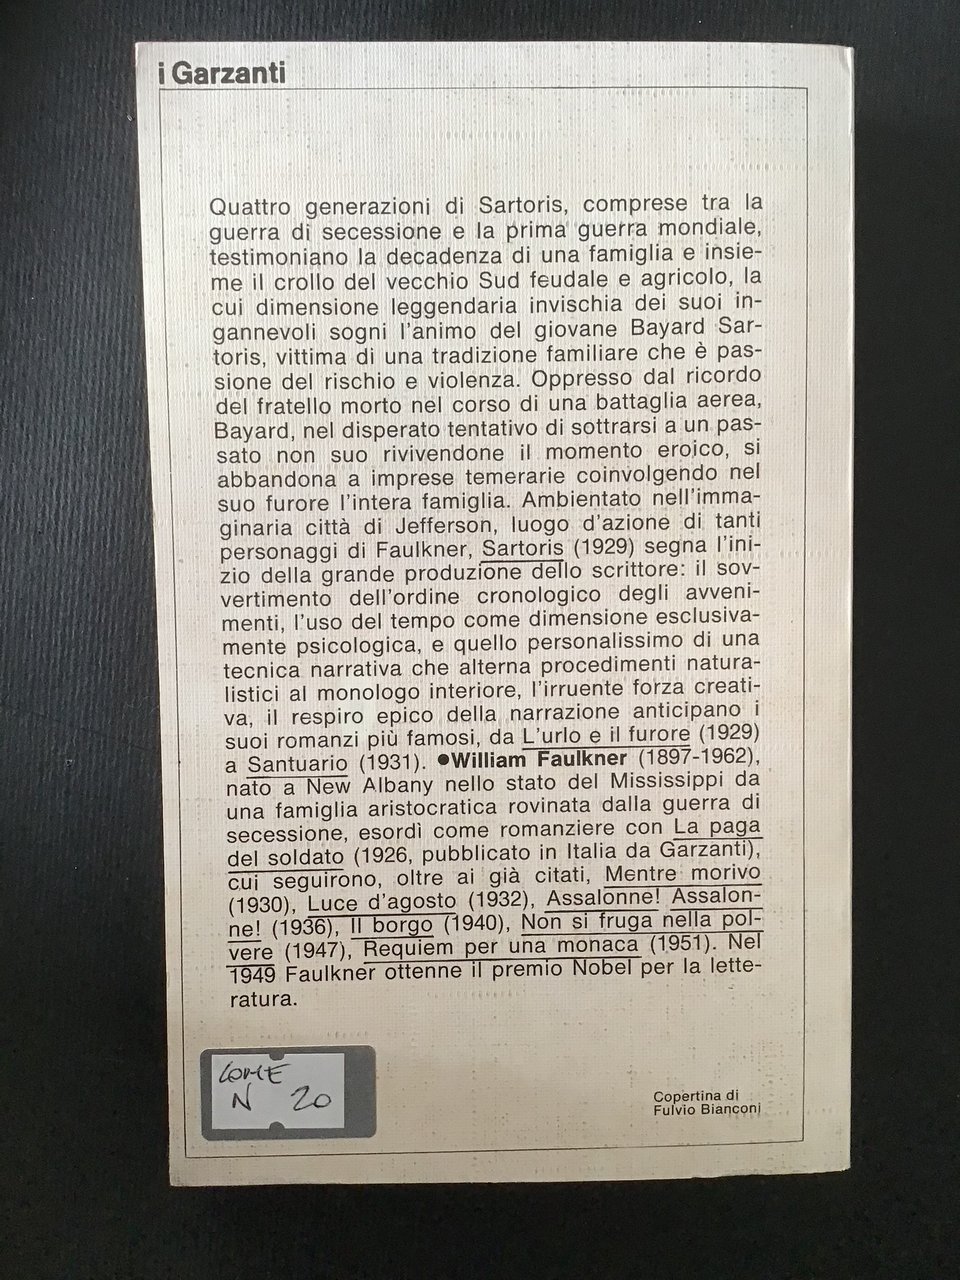 i Garzanti
Quattro generazioni di Sartoris, comprese tra la
guerra di secessione e la prima guerra mondiale,
testimoniano la decadenza di una famiglia e insie-
me il crollo del vecchio Sud feudale e agricolo, la
cui dimensione leggendaria invischia dei suoi in-
gannevoli sogni l'animo del giovane Bayard Sar-
toris, vittima di una tradizione familiare che è pas-
sione del rischio e violenza. Oppresso dal ricordo
del fratello morto nel corso di una battaglia aerea,
Bayard, nel disperato tentativo di sottrarsi a un pas-
sato non suo rivivendone il momento eroico, si
abbandona a imprese temerarie coinvolgendo nel
suo furore l'intera famiglia. Ambientato nell'imma-
ginaria città di Jefferson, luogo d'azione di tanti
personaggi di Faulkner, Sartoris (1929) segna l'ini-
zio della grande produzione dello scrittore: il sov-
vertimento dell'ordine cronologico degli avveni-
menti, l'uso del tempo come dimensione esclusiva-
mente psicologica, e quello personalissimo di una
tecnica narrativa che alterna procedimenti natura-
listici al monologo interiore, l'irruente forza creati-
va, il respiro epico della narrazione anticipano i
suoi romanzi più famosi, da L'urlo e il furore (1929)
a Santuario (1931). ●William Faulkner (1897-1962),
nato a New Albany nello stato del Mississippi da
una famiglia aristocratica rovinata dalla guerra di
secessione, esordì come romanziere con La paga
del soldato (1926, pubblicato in Italia da Garzanti),
cui seguirono, oltre ai già citati, Mentre morivo
(1930), Luce d'agosto (1932), Assalonne! Assalon-
ne! (1936), Il borgo (1940), Non si fruga nella pol-
vere (1947), Requiem per una monaca (1951). Nel
1949 Faulkner ottenne il premio Nobel per la lette-
ratura.
COME
N 20
Copertina di
Fulvio Bianconi